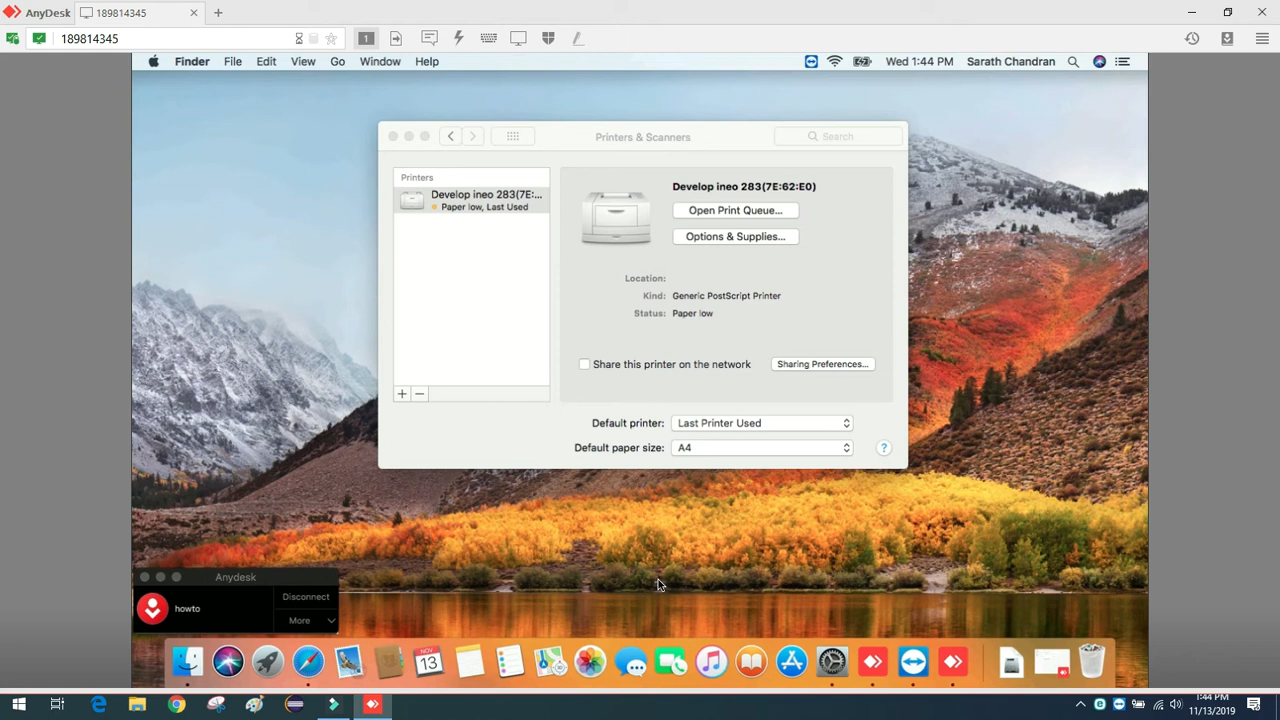 AnyDesk
189814345
189814345
1
Finder File Edit View Go Window Help
Wed 1:44 PM Sarath Chandran
Printers & Scanners
Search
Printers
Develop ineo 283(7E:...
Paper low, Last Used
Develop ineo 283(7E:62:E0)
Open Print Queue...
Options & Supplies...
Location:
Kind: Generic PostScript Printer
Status: Paper low
Share this printer on the network
Sharing Preferences...
Default printer: Last Printer Used
Default paper size: A4
?
Anydesk
howto
Disconnect
More
NOV
13
1:44 PM
11/13/2019